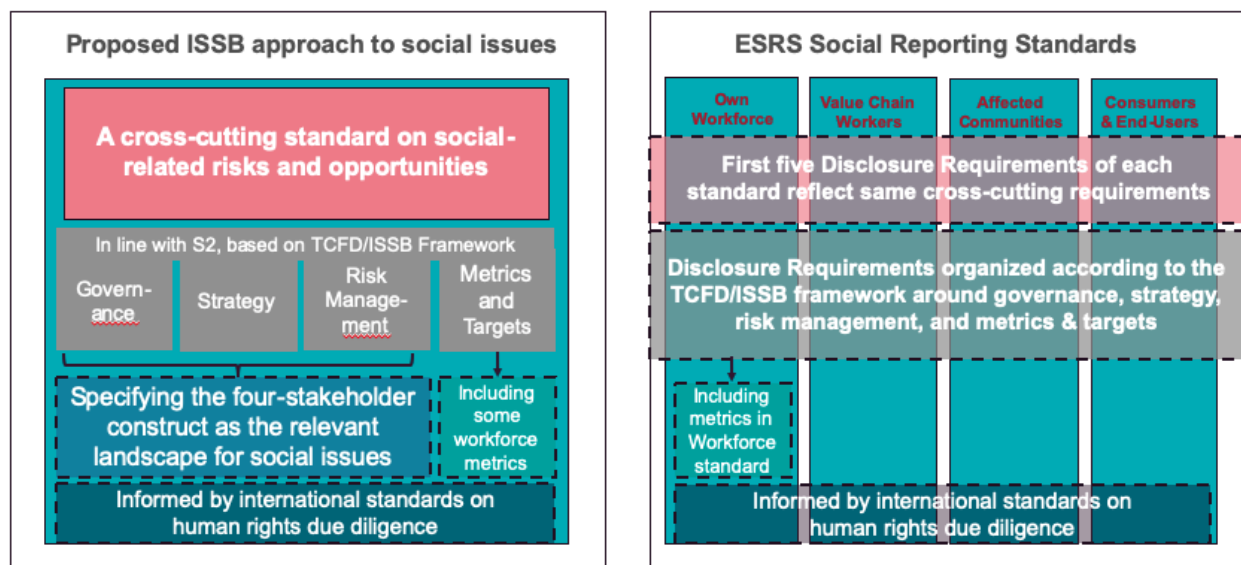 Proposed ISSB approach to social issues
A cross-cutting standard on social-
related risks and opportunities
In line with S2, based on TCFD/ISSB Framework
Govern-
ance
Strategy
Risk
Manage-
ment
Metrics
and
Targets
Specifying the four-stakeholder
construct as the relevant
landscape for social issues
Including
some
workforce
metrics
Informed by international standards on
human rights due diligence
ESRS Social Reporting Standards
Own
Workforce
Value Chain
Workers
Affected
Communities
Consumers
& End-Users
First five Disclosure Requirements of each
standard reflect same cross-cutting requirements
Disclosure Requirements organized according to the
TCFD/ISSB framework around governance, strategy,
risk management, and metrics & targets
Including
metrics in
Workforce
standard
Informed by international standards on
human rights due diligence